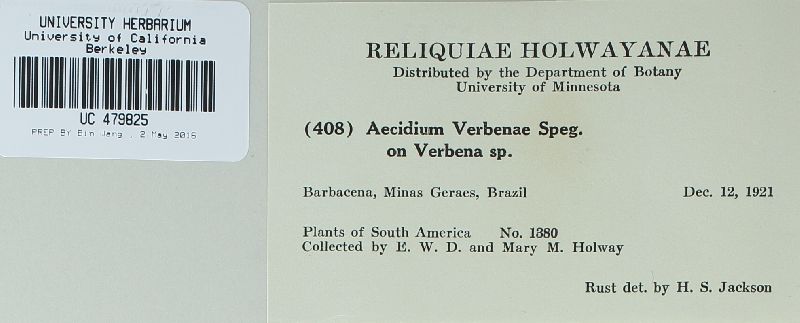 UNIVERSITY HERBARIUM
University of California
Berkeley
UC 479825
PREP BY Ein Jeng . 2 May 2016
RELIQUIAE HOLWAYANAE
Distributed by the Department of Botany
University of Minnesota
(408) Aecidium Verbenae Speg.
on Verbena sp.
Barbacena, Minas Geraes, Brazil Dec. 12, 1921
Plants of South America No. 1380
Collected by E. W. D. and Mary M. Holway
Rust det. by H. S. Jackson